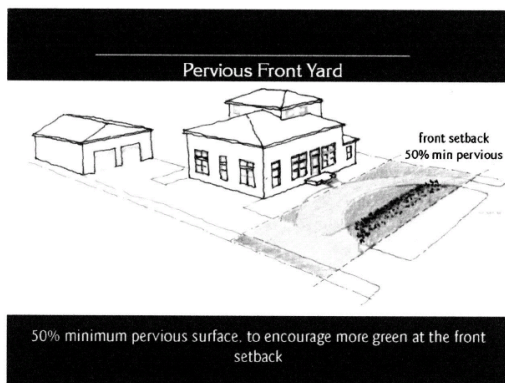 Pervious Front Yard
front setback
50% min pervious
50% minimum pervious surface, to encourage more green at the front
setback